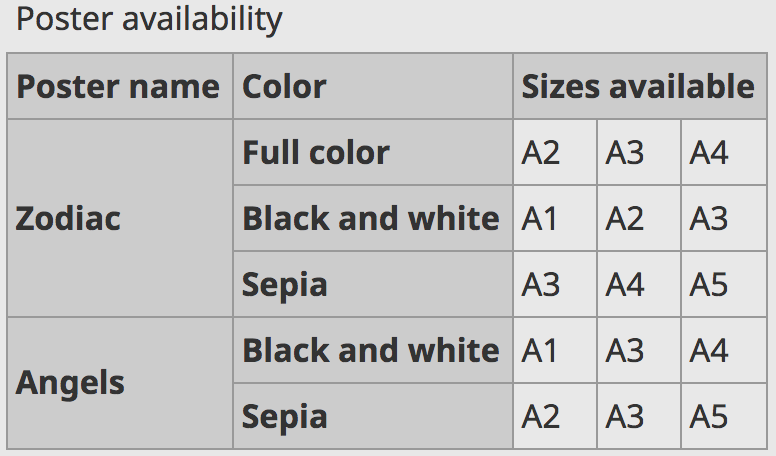 Poster availability
Poster name Color Sizes available
Zodiac Full color A2 A3 A4
Black and white A1 A2 A3
Sepia A3 A4 A5
Angels Black and white A1 A3 A4
Sepia A2 A3 A5